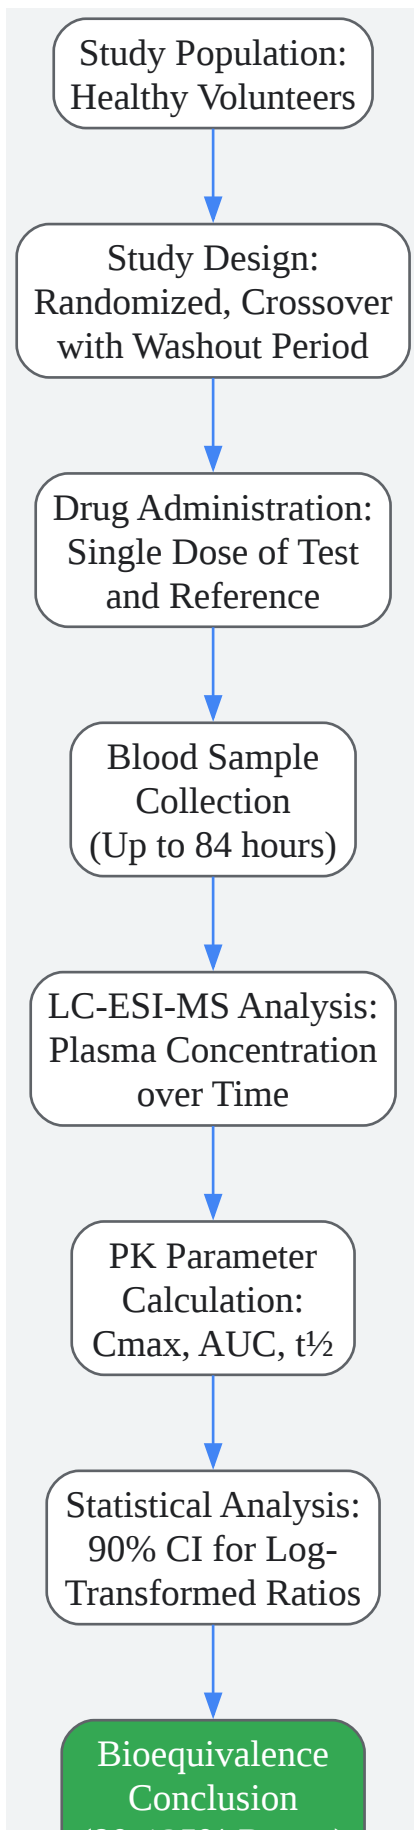 Study Population:
Healthy Volunteers
Study Design:
Randomized, Crossover
with Washout Period
Drug Administration:
Single Dose of Test
and Reference
Blood Sample
Collection
(Up to 84 hours)
LC-ESI-MS Analysis:
Plasma Concentration
over Time
PK Parameter
Calculation:
Cmax, AUC, t½
Statistical Analysis:
90% CI for Log-
Transformed Ratios
Bioequivalence
Conclusion